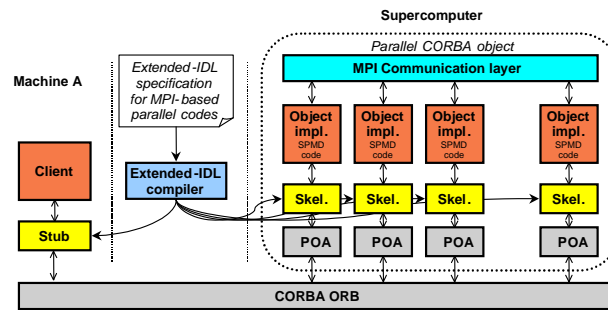 Supercomputer
Parallel CORBA object
MPI Communication layer
Machine A
Extended-IDL
specification
for MPI-based
parallel codes
Object
impl.
SPMD
code
Object
impl.
SPMD
code
Object
impl.
SPMD
code
Object
impl.
SPMD
code
Client
Extended-IDL
compiler
Skel.
Skel.
Skel.
Skel.
Stub
POA
POA
POA
POA
CORBA ORB